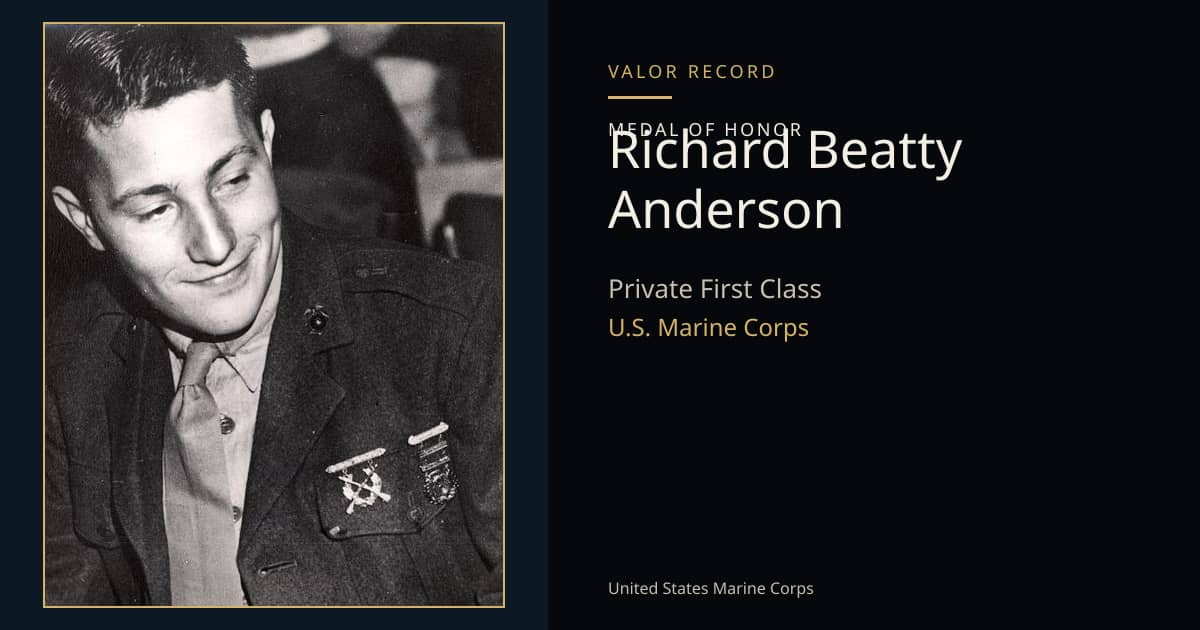 VALOR RECORD
MEDAL OF HONOR
Richard Beatty
Anderson
Private First Class
U.S. Marine Corps
United States Marine Corps